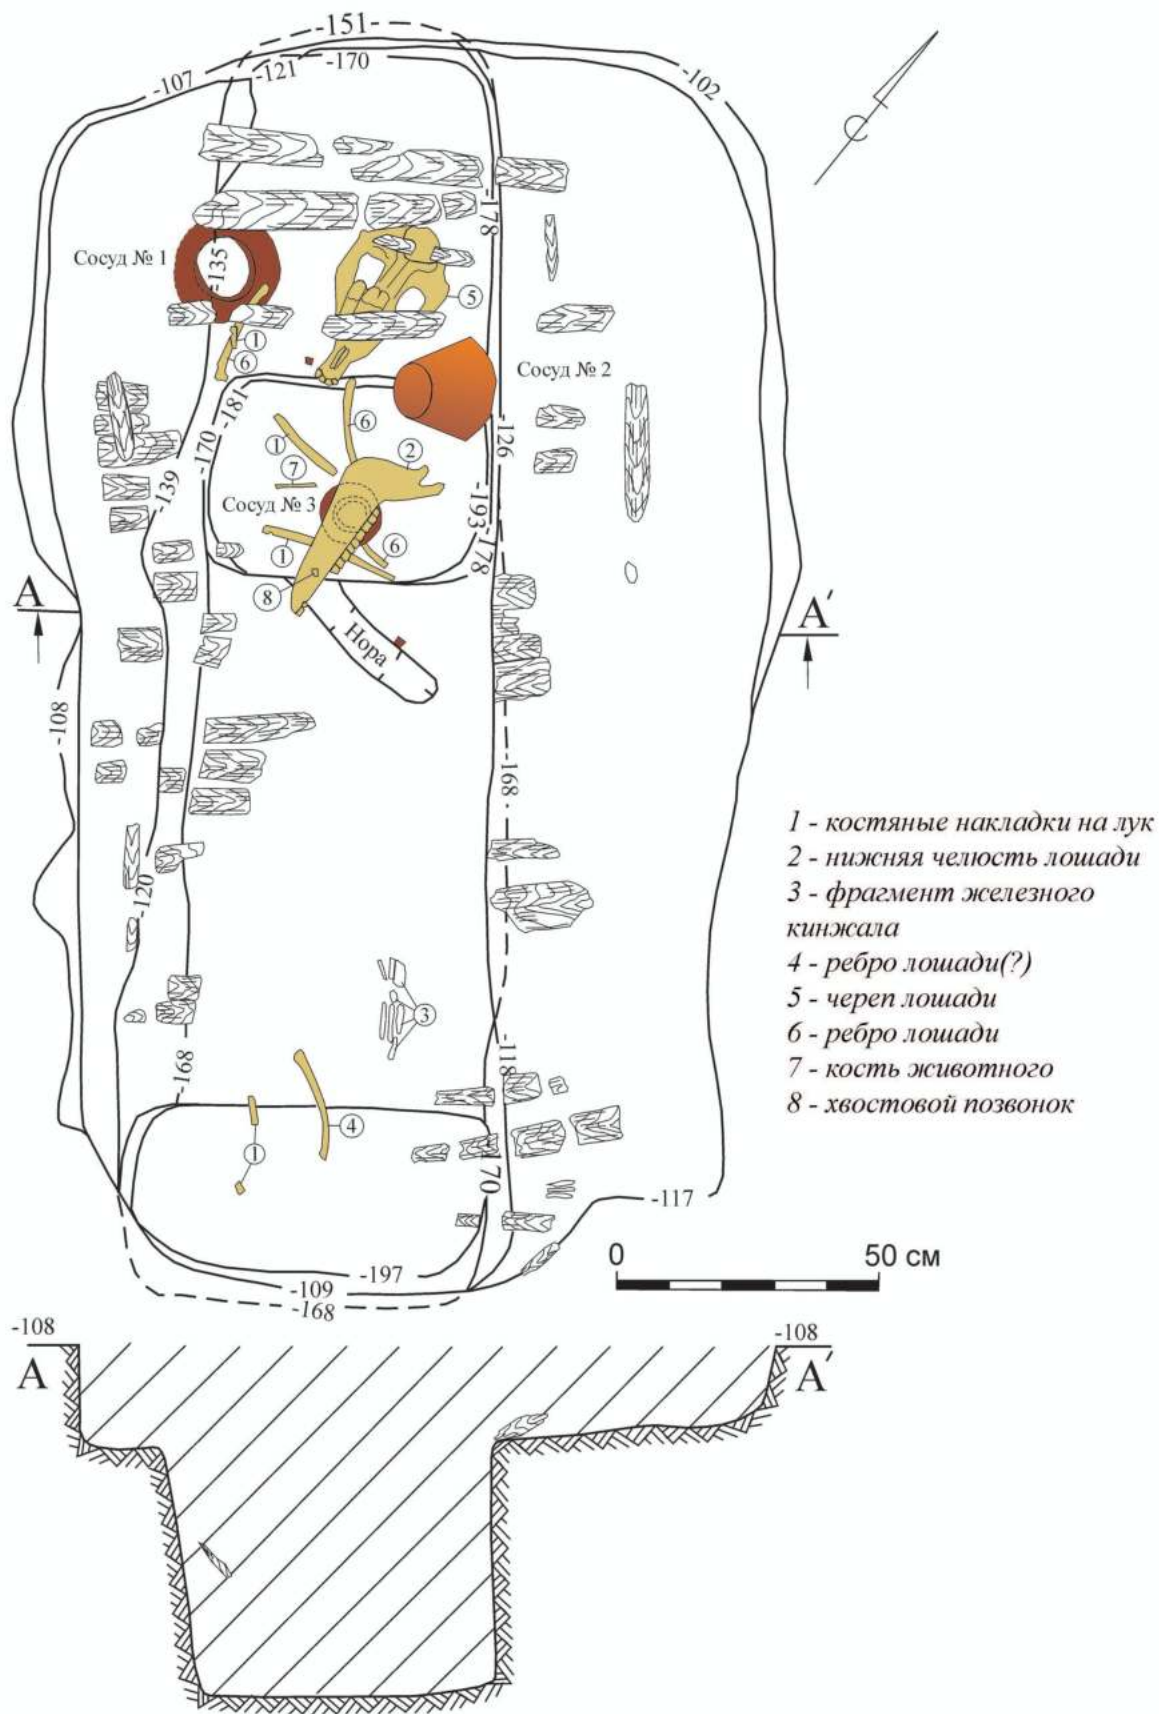 -151-
-107
-121
-170
-102
С
-178
Сосуд № 1
-135
5
1
6
Сосуд № 2
-181
6
-126
1
2
-170
7
-139
Сосуд № 3
-193
1
6
-178
8
А
А′
Нора
-108
-168
1 - костяные накладки на лук
2 - нижняя челюсть лошади
3 - фрагмент железного
кинжала
4 - ребро лошади(?)
5 - череп лошади
6 - ребро лошади
7 - кость животного
8 - хвостовой позвонок
-120
3
-118
-168
4
1
-170
-117
-197
-109
-168
0 50 см
-108
-108
А
А′